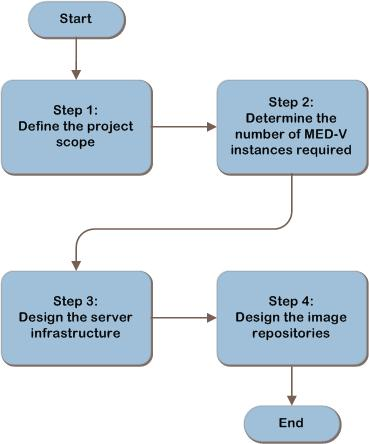 Start
Step 1:
Define the project
scope
Step 2:
Determine the
number of MED-V
instances required
Step 3:
Design the server
infrastructure
Step 4:
Design the image
repositories
End